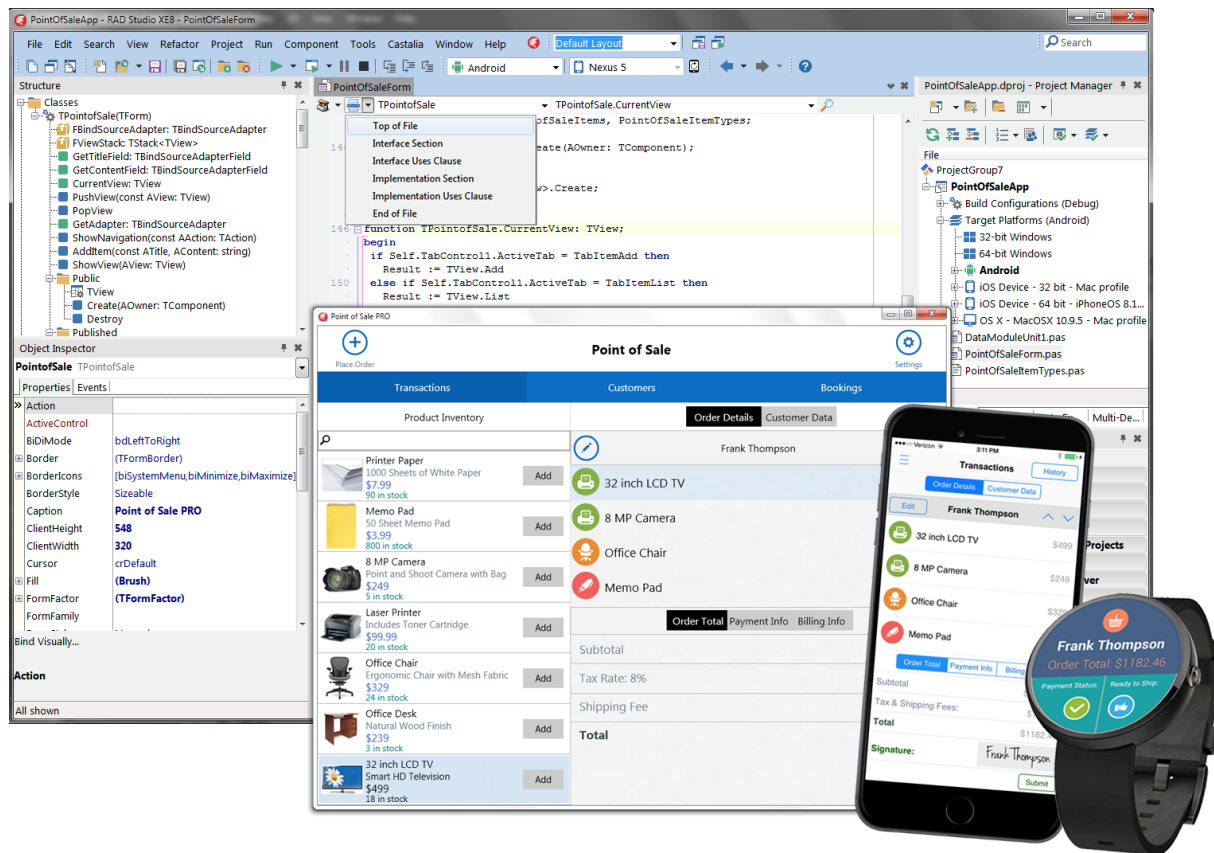 PointOfSaleApp - RAD Studio XE8 - PointOfSaleForm
File Edit Search View Refactor Project Run Component Tools Castalia Window Help
Default Layout
Search
Android
Nexus 5
Structure
Classes
TPointofSale(TForm)
FBindSourceAdapter: TBindSourceAdapter
FViewStack: TStack<TView>
GetTitleField: TBindSourceAdapterField
GetContentField: TBindSourceAdapterField
CurrentView: TView
PushView(const AView: TView)
PopView
GetAdapter: TBindSourceAdapter
ShowNavigation(const AAction: TAction)
AddItem(const ATitle, AContent: string)
ShowView(AView: TView)
Public
TView
Create(AOwner: TComponent)
Destroy
Published
Object Inspector
PointofSale TPointofSale
Properties Events
Action
ActiveControl
BiDiMode bdLeftToRight
Border (TFormBorder)
BorderIcons [biSystemMenu,biMinimize,biMaximize]
BorderStyle Sizeable
Caption Point of Sale PRO
ClientHeight 548
ClientWidth 320
Cursor crDefault
Fill (Brush)
FormFactor (TFormFactor)
FormFamily
Bind Visually...
Action
All shown
PointOfSaleForm
TPointofSale
TPointofSale.CurrentView
Top of File
Interface Section
Interface Uses Clause
Implementation Section
Implementation Uses Clause
End of File
ofSaleItems, PointOfSaleItemTypes;
eate(AOwner: TComponent);
w>.Create;
146 function TPointofSale.CurrentView: TView;
begin
if Self.TabControl1.ActiveTab = TabItemAdd then
Result := TView.Add
150 else if Self.TabControl1.ActiveTab = TabItemList then
Result := TView.List
PointOfSaleApp.dproj - Project Manager
File
ProjectGroup7
PointOfSaleApp
Build Configurations (Debug)
Target Platforms (Android)
32-bit Windows
64-bit Windows
Android
iOS Device - 32 bit - Mac profile
iOS Device - 64 bit - iPhoneOS 8.1...
OS X - MacOSX 10.9.5 - Mac profile
DataModuleUnit1.pas
PointOfSaleForm.pas
PointOfSaleItemTypes.pas
Multi-De...
Projects
ver
Point of Sale PRO
Place Order
Point of Sale
Settings
Transactions Customers Bookings
Product Inventory
Printer Paper
1000 Sheets of White Paper
$7.99
90 in stock
Add
Memo Pad
50 Sheet Memo Pad
$3.99
800 in stock
Add
8 MP Camera
Point and Shoot Camera with Bag
$249
5 in stock
Add
Laser Printer
Includes Toner Cartridge
$99.99
20 in stock
Add
Office Chair
Ergonomic Chair with Mesh Fabric
$329
24 in stock
Add
Office Desk
Natural Wood Finish
$239
3 in stock
Add
32 inch LCD TV
Smart HD Television
$499
18 in stock
Add
Order Details Customer Data
Frank Thompson
32 inch LCD TV
8 MP Camera
Office Chair
Memo Pad
Order Total Payment Info Billing Info
Subtotal
Tax Rate: 8%
Shipping Fee
Total
Verizon 3:11 PM
Transactions
History
Order Details Customer Data
Edit
Frank Thompson
32 inch LCD TV
$499
8 MP Camera
$249
Office Chair
$329
Memo Pad
Order Total Payment Info Billing
Subtotal
Tax & Shipping Fees:
Total
$1182.46
Signature:
Frank Thompson
Submit
Frank Thompson
Order Total: $1182.46
Payment Status:
Ready to Ship: